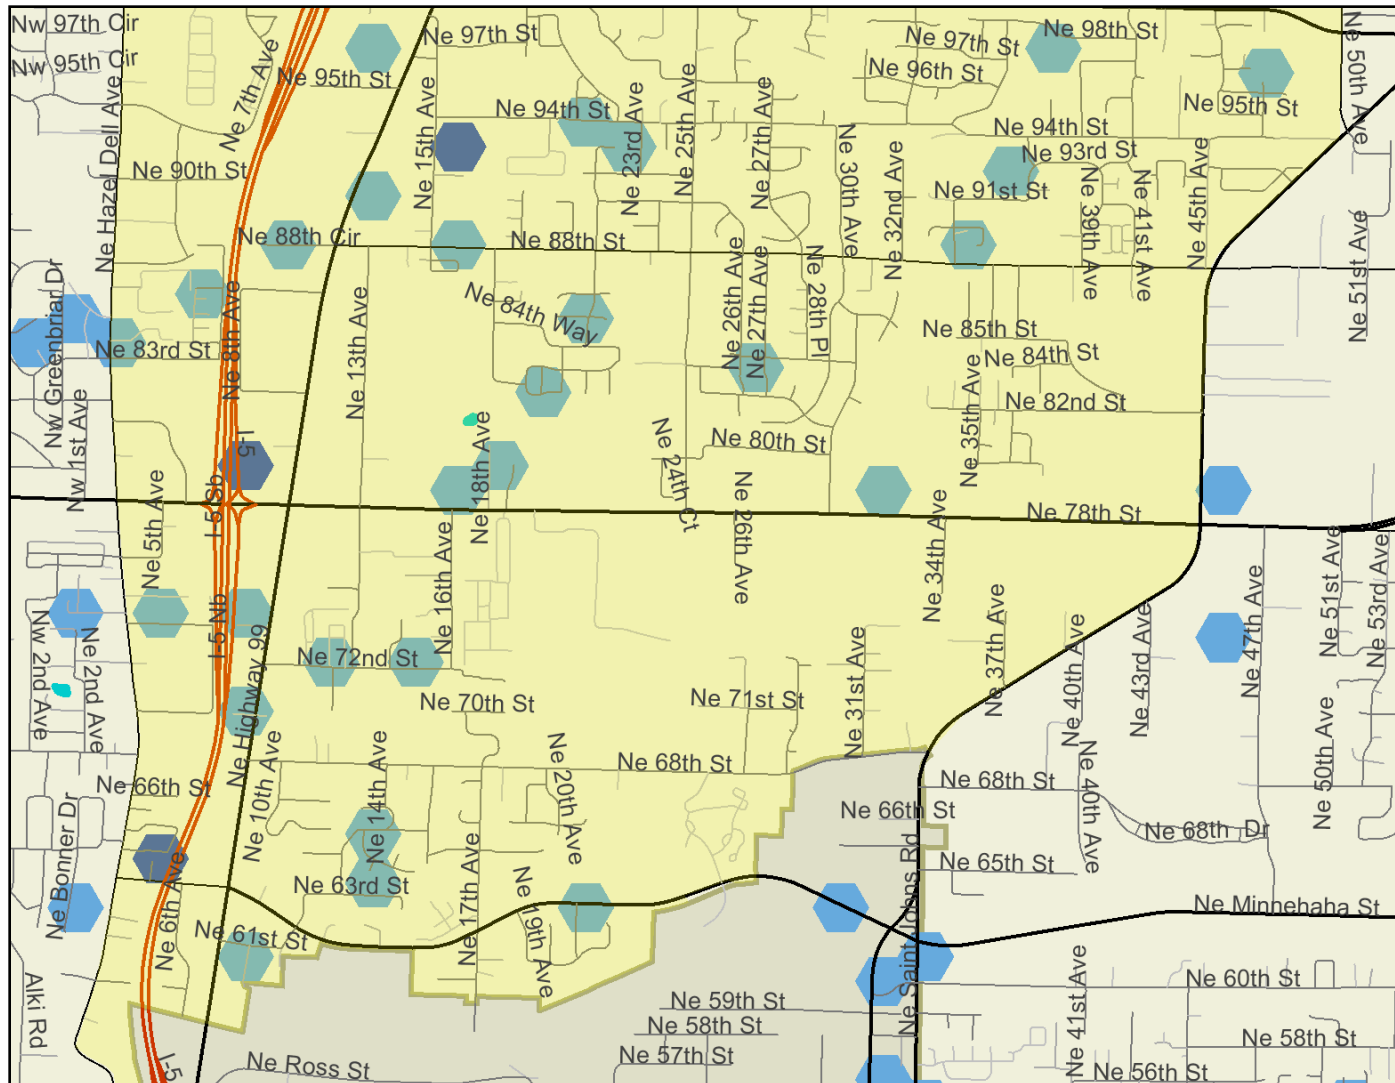 Nw 97th Cir
Nw 95th Cir
Ne 97th St
Ne 97th St
Ne 98th St
Ne 96th St
Ne 7th Ave
Ne 95th St
Ne 95th St
Ne 50th Ave
Ne Hazel Dell Ave
Ne 15th Ave
Ne 94th St
Ne 23rd Ave
Ne 25th Ave
Ne 27th Ave
Ne 30th Ave
Ne 32nd Ave
Ne 94th St
Ne 93rd St
Ne 91st St
Ne 39th Ave
Ne 41st Ave
Ne 45th Ave
Ne 90th St
Ne 88th Cir
Ne 88th St
Ne 51st Ave
Ne 26th Ave
Ne 27th Ave
Ne 28th Pl
Nw Greenbriar Dr
Ne 8th Ave
Ne 13th Ave
Ne 84th Way
Ne 85th St
Ne 84th St
Ne 83rd St
Ne 35th Ave
Ne 82nd St
Nw 1st Ave
I-5
Ne 18th Ave
Ne 24th Ct
Ne 80th St
Ne 5th Ave
I-5 Sb
Ne 26th Ave
Ne 34th Ave
Ne 78th St
Ne 16th Ave
Ne 51st Ave
Ne 53rd Ave
Ne 47th Ave
Nw 2nd Ave
Ne 2nd Ave
I-5 Nb
Ne 72nd St
Ne 31st Ave
Ne 37th Ave
Ne 40th Ave
Ne 43rd Ave
Ne Highway 99
Ne 70th St
Ne 71st St
Ne 50th Ave
Ne 10th Ave
Ne 14th Ave
Ne 20th Ave
Ne 68th St
Ne 68th St
Ne 40th Ave
Ne 66th St
Ne 66th St
Ne 68th Dr
Ne Bonner Dr
Ne 6th Ave
Ne 63rd St
Ne 17th Ave
Ne 19th Ave
Ne Saint Johns Rd
Ne 65th St
Ne Minnehaha St
Ne 61st St
Alki Rd
Ne 59th St
Ne 58th St
Ne 57th St
Ne 41st Ave
Ne 60th St
Ne 58th St
Ne 56th St
I-5
Ne Ross St